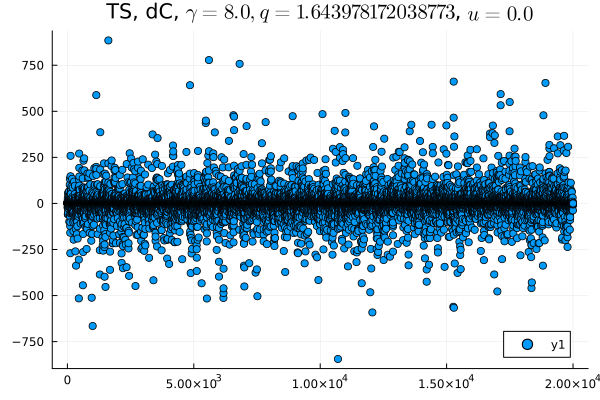 TS, dC, γ = 8.0, q = 1.643978172038773, u = 0.0
750
500
250
0
−250
−500
−750
y1
0 5.00×10³ 1.00×10⁴ 1.50×10⁴ 2.00×10⁴